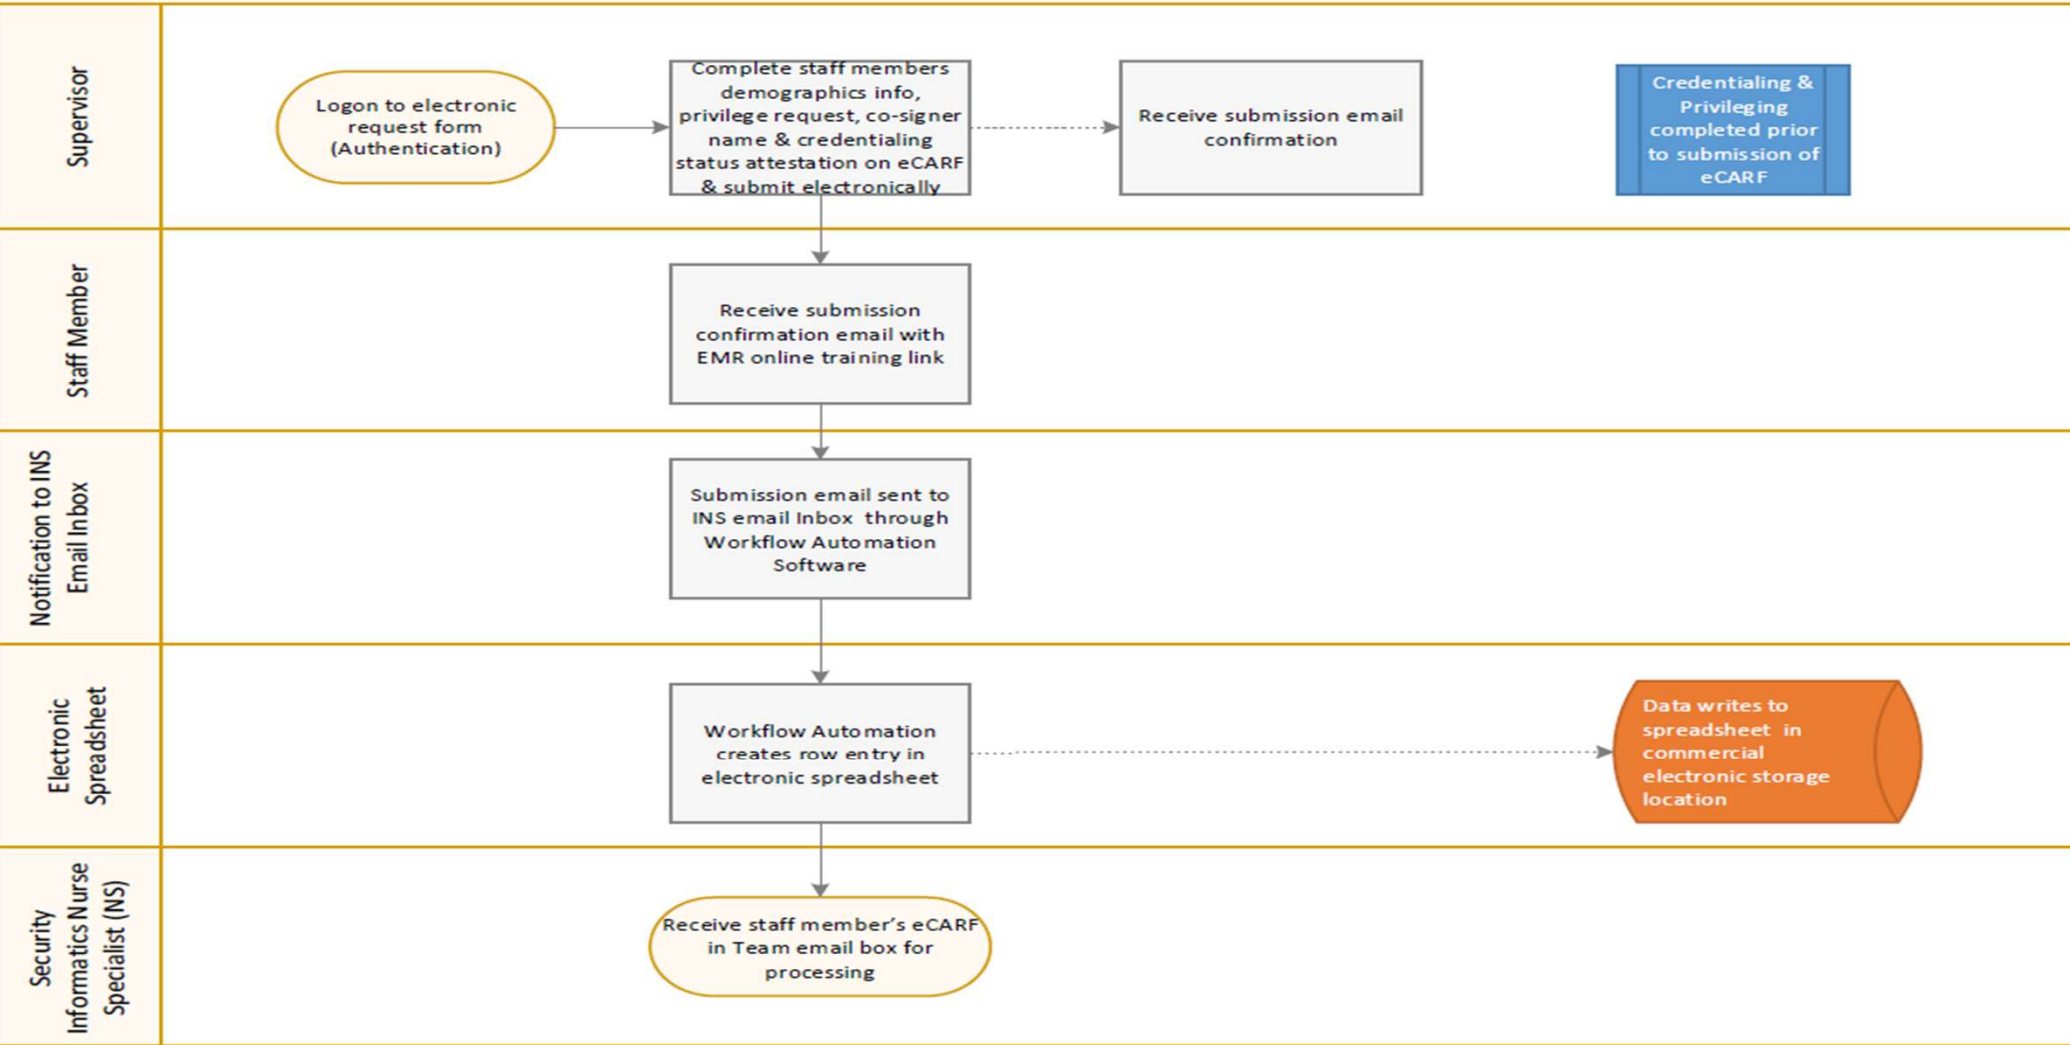 Supervisor
Logon to electronic
request form
(Authentication)
Complete staff members
demographics info,
privilege request, co-signer
name & credentialing
status attestation on eCARF
& submit electronically
Receive submission email
confirmation
Credentialing &
Privileging
completed prior
to submission of
eCARF
Staff Member
Receive submission
confirmation email with
EMR online training link
Notification to INS
Email Inbox
Submission email sent to
INS email Inbox through
Workflow Automation
Software
Electronic
Spreadsheet
Workflow Automation
creates row entry in
electronic spreadsheet
Data writes to
spreadsheet in
commercial
electronic storage
location
Security
Informatics Nurse
Specialist (NS)
Receive staff member’s eCARF
in Team email box for
processing